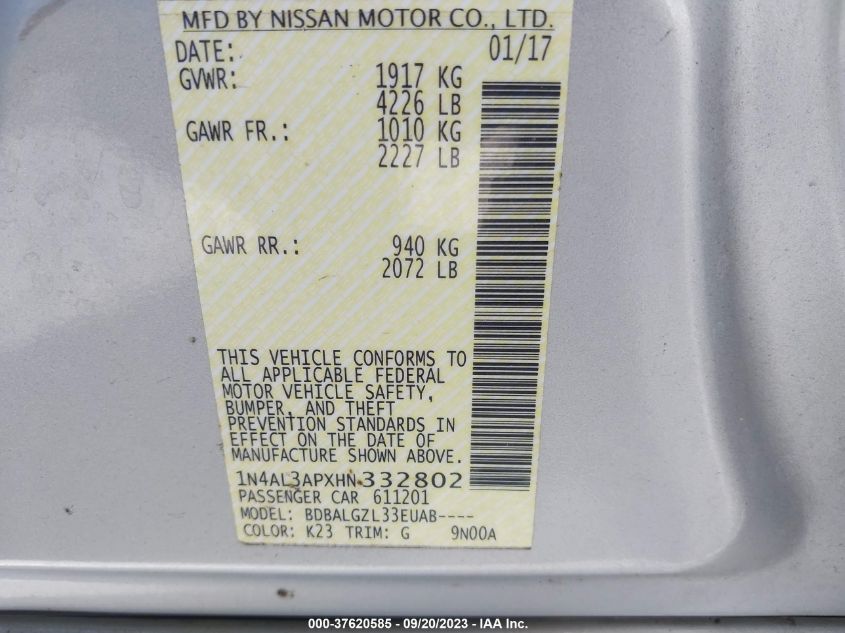 MFD BY NISSAN MOTOR CO., LTD.
DATE: 01/17
GVWR: 1917 KG
4226 LB
GAWR FR.: 1010 KG
2227 LB
GAWR RR.: 940 KG
2072 LB
THIS VEHICLE CONFORMS TO
ALL APPLICABLE FEDERAL
MOTOR VEHICLE SAFETY,
BUMPER, AND THEFT
PREVENTION STANDARDS IN
EFFECT ON THE DATE OF
MANUFACTURE SHOWN ABOVE.
1N4AL3APXHN332802
PASSENGER CAR 611201
MODEL: BDBALGZL33EUAB----
COLOR: K23 TRIM: G 9N00A
000-37620585 - 09/20/2023 - IAA Inc.